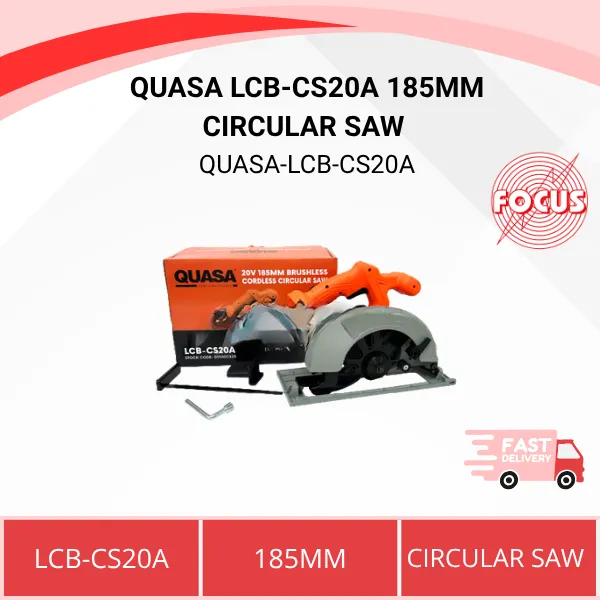 QUASA LCB-CS20A 185MM
CIRCULAR SAW
QUASA-LCB-CS20A
FOCUS
QUASA
20V 185MM BRUSHLESS
CORDLESS CIRCULAR SAW
LCB-CS20A
FAST
DELIVERY
LCB-CS20A
185MM
CIRCULAR SAW